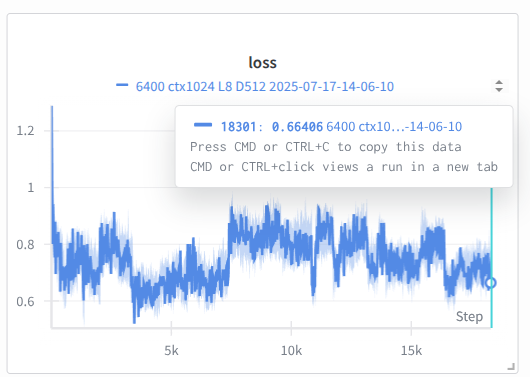 loss
6400 ctx1024 L8 D512 2025-07-17-14-06-10
18301: 0.66406 6400 ctx10...-14-06-10
Press CMD or CTRL+C to copy this data
CMD or CTRL+click views a run in a new tab
1.2
1
0.8
0.6
Step
5k
10k
15k